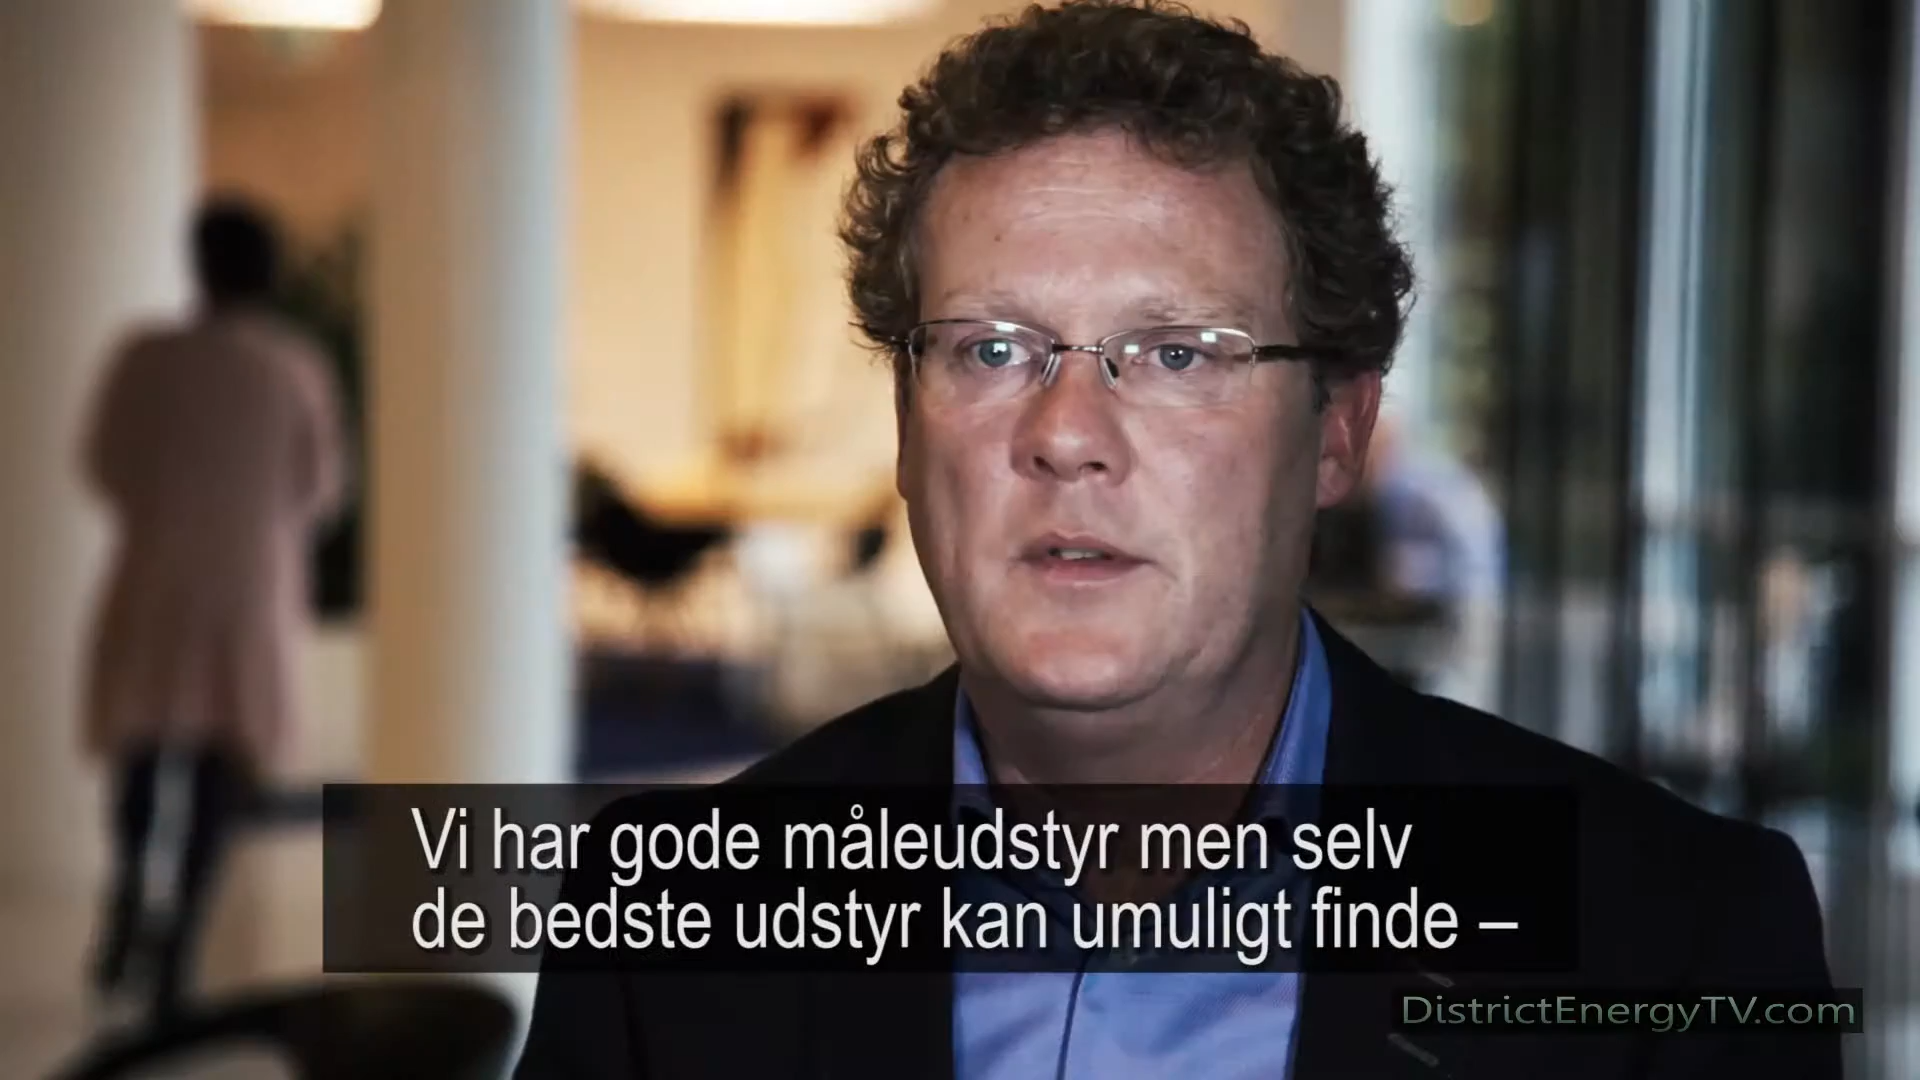 Vi har gode måleudstyr men selv
de bedste udstyr kan umuligt finde –
DistrictEnergyTV.com